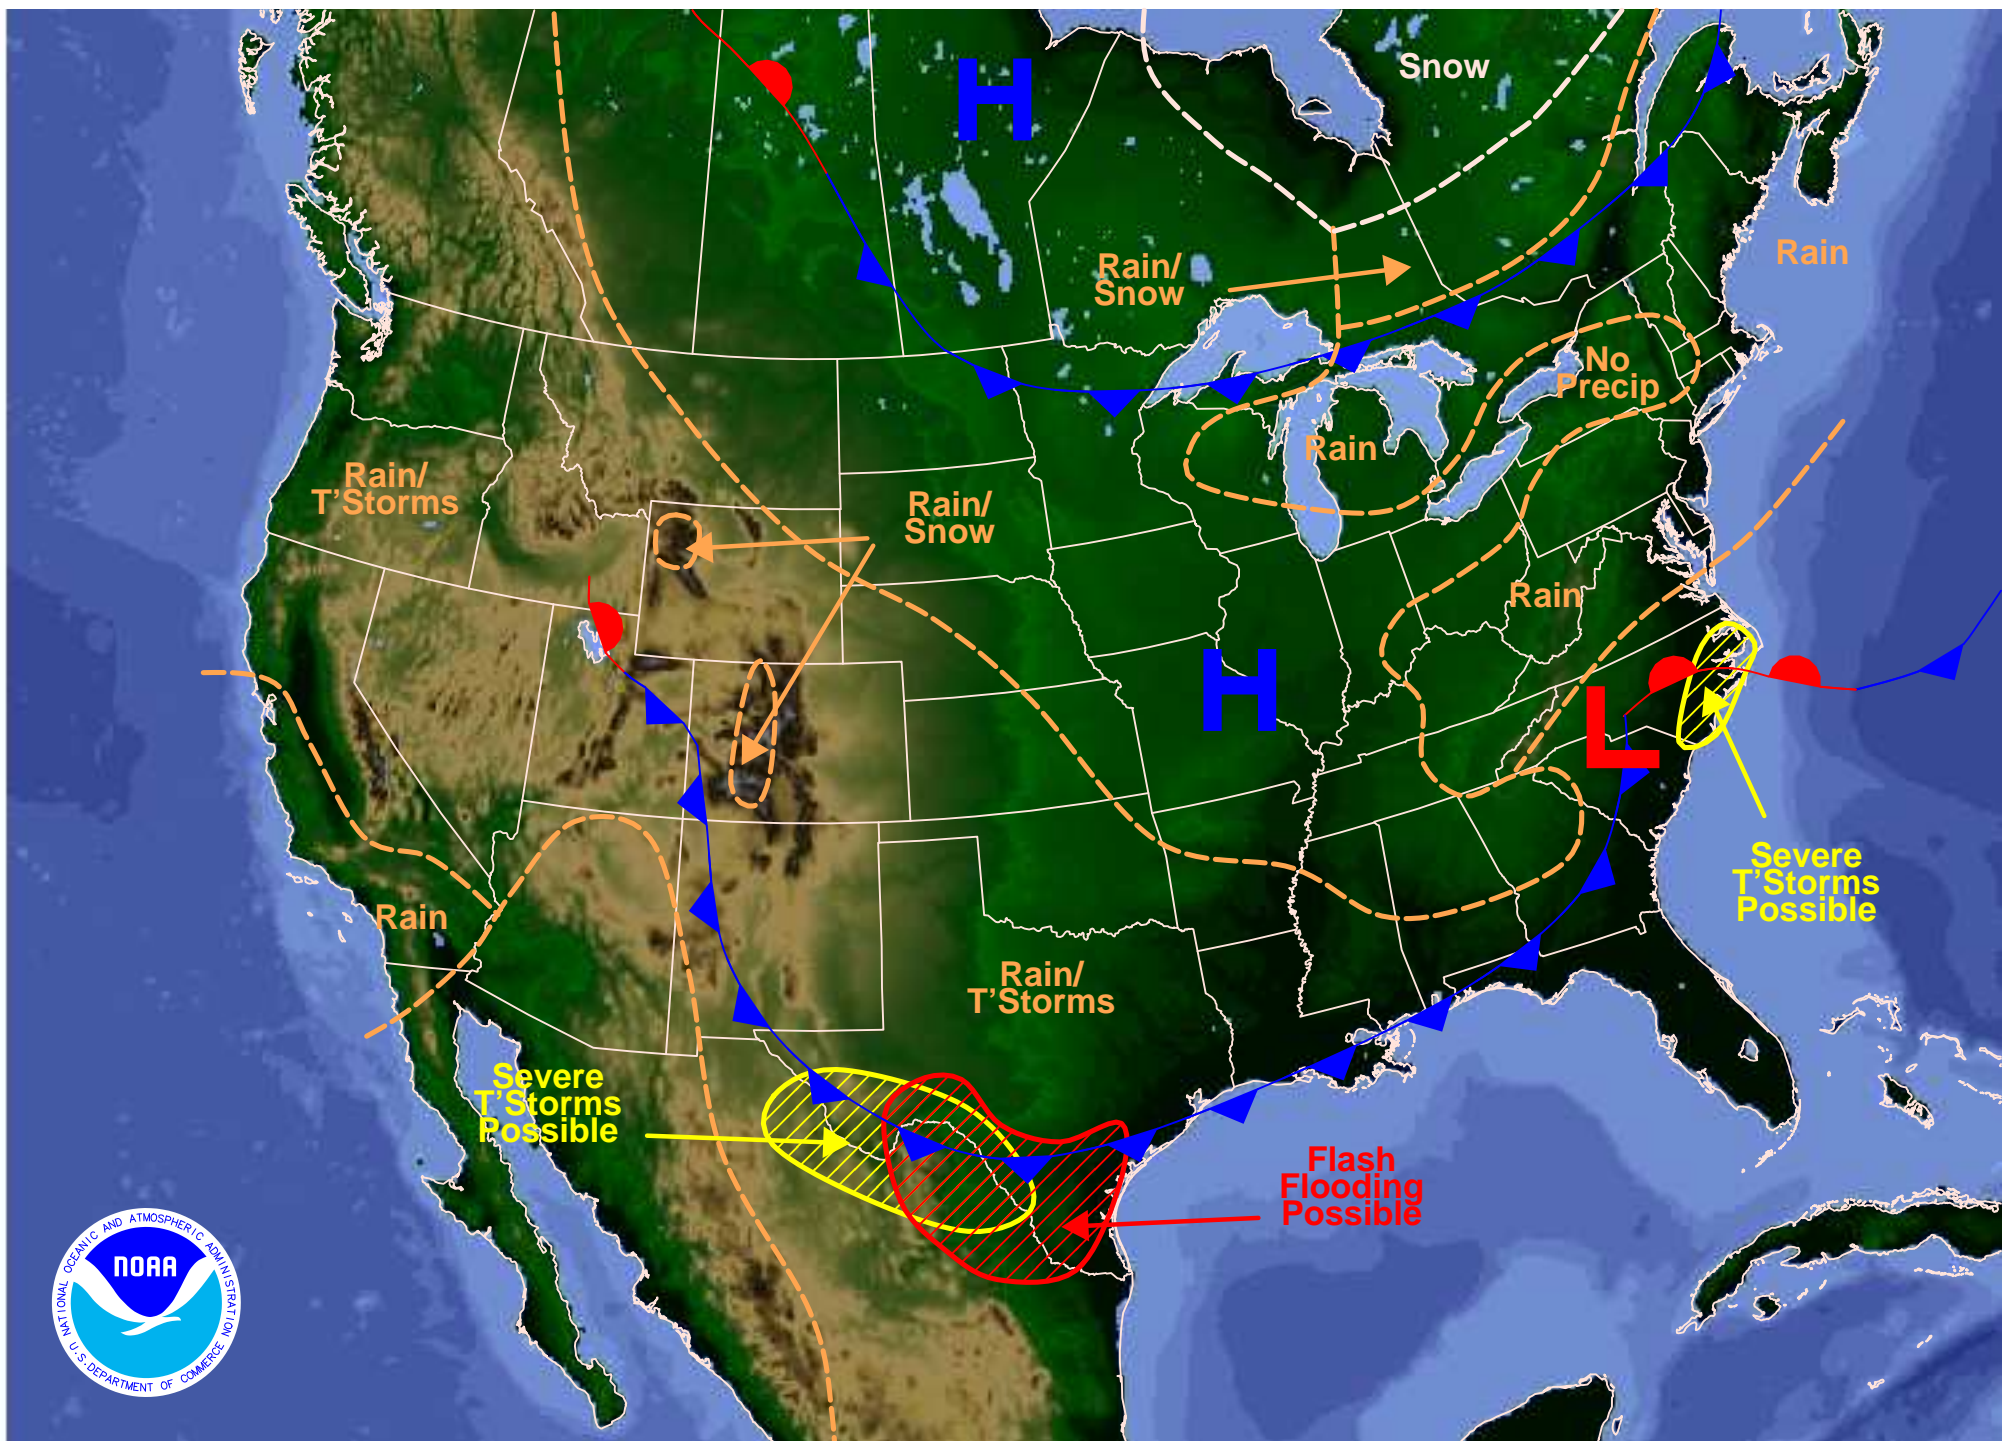 Snow
H
Rain/
Snow
Rain
No
Precip
Rain/
T'Storms
Rain
Rain/
Snow
Rain
H
L
Severe
T'Storms
Possible
Rain
Rain/
T'Storms
Severe
T'Storms
Possible
Flash
Flooding
Possible
NATIONAL OCEANIC AND ATMOSPHERIC ADMINISTRATION
NOAA
U.S. DEPARTMENT OF COMMERCE